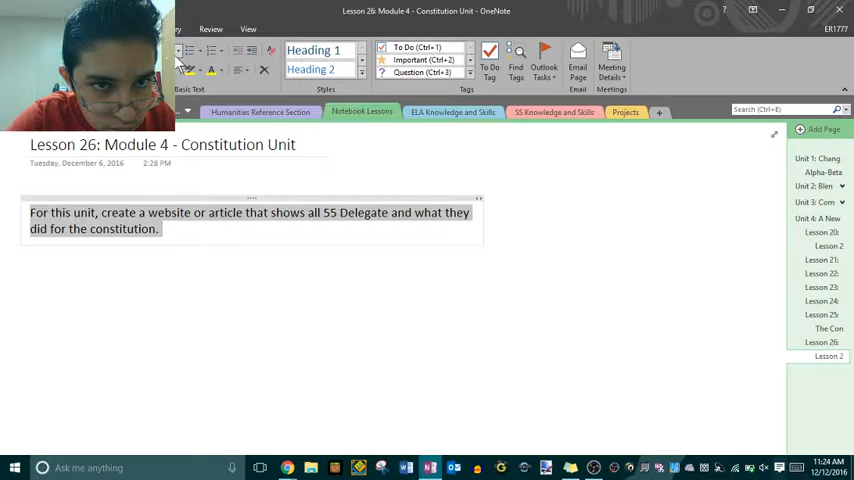 Lesson 26: Module 4 - Constitution Unit - OneNote
? 
Review View
ER1777
Heading 1
Heading 2
To Do (Ctrl+1)
Important (Ctrl+2)
Question (Ctrl+3)
To Do Tag
Find Tags
Outlook Tasks
Email Page
Meeting Details
Basic Text Styles Tags Email Meetings
Humanities Reference Section Notebook Lessons ELA Knowledge and Skills SS Knowledge and Skills Projects + Search (Ctrl+E)
Add Page
Lesson 26: Module 4 - Constitution Unit
Tuesday, December 6, 2016 2:28 PM
For this unit, create a website or article that shows all 55 Delegate and what they
did for the constitution.
Unit 1: Chang
Alpha-Beta
Unit 2: Blen
Unit 3: Com
Unit 4: A New
Lesson 20:
Lesson 2
Lesson 21:
Lesson 22:
Lesson 23:
Lesson 24:
Lesson 25:
The Con
Lesson 26:
Lesson 2
Ask me anything
11:24 AM
12/12/2016